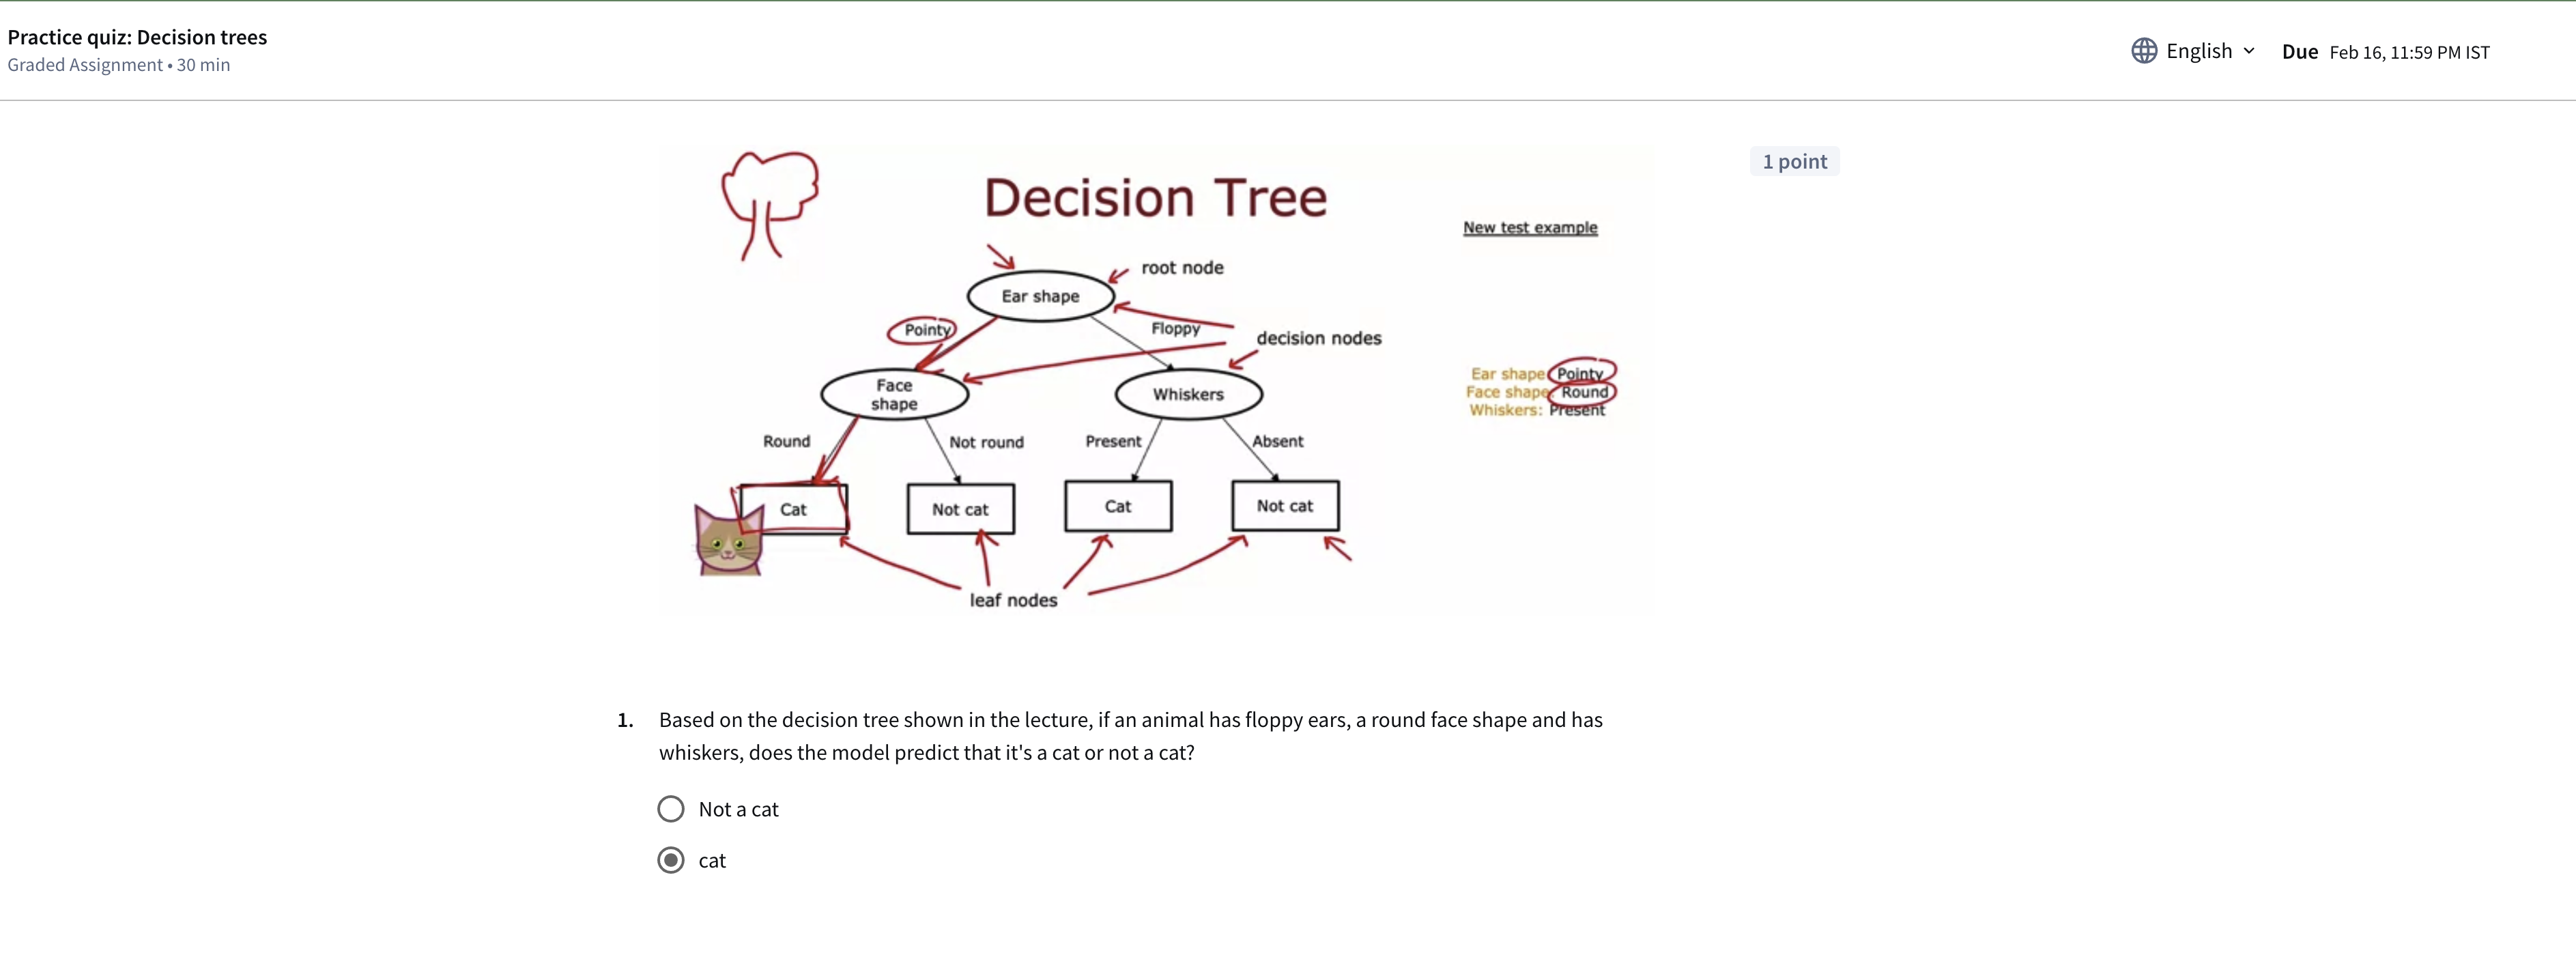 Practice quiz: Decision trees
Graded Assignment • 30 min
English
Due Feb 16, 11:59 PM IST
1 point
Decision Tree
New test example
root node
Ear shape
Pointy
Floppy
decision nodes
Face
shape
Whiskers
Ear shape: Pointy
Face shape: Round
Whiskers: Present
Round
Not round
Present
Absent
Cat
Not cat
Cat
Not cat
leaf nodes
1. Based on the decision tree shown in the lecture, if an animal has floppy ears, a round face shape and has
whiskers, does the model predict that it's a cat or not a cat?
Not a cat
cat